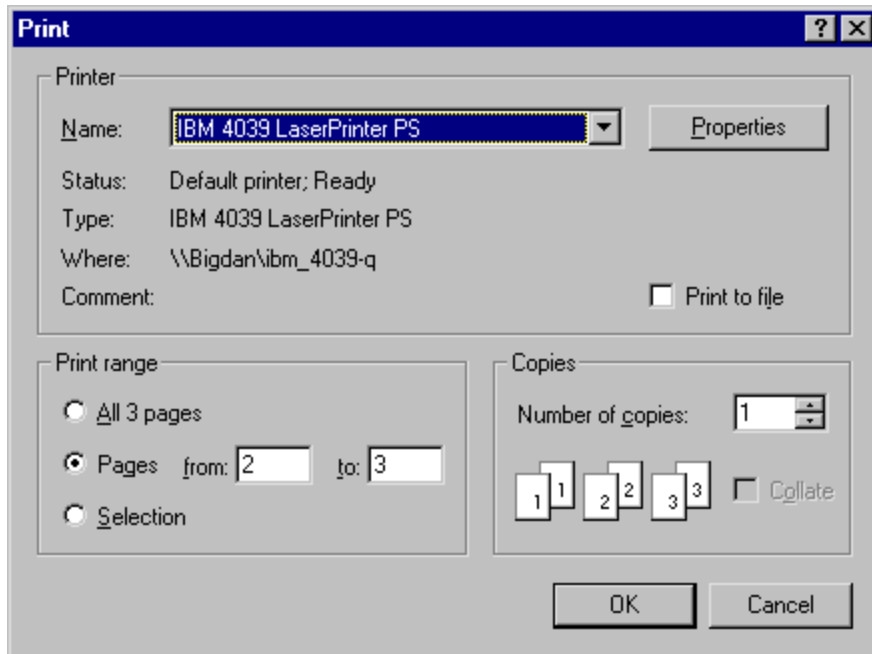 Print
Printer
Name: IBM 4039 LaserPrinter PS Properties
Status: Default printer; Ready
Type: IBM 4039 LaserPrinter PS
Where: \\Bigdan\ibm_4039-q
Comment: Print to file
Print range
All 3 pages
Pages from: 2 to: 3
Selection
Copies
Number of copies: 1
1 1 2 2 3 3 Collate
OK Cancel